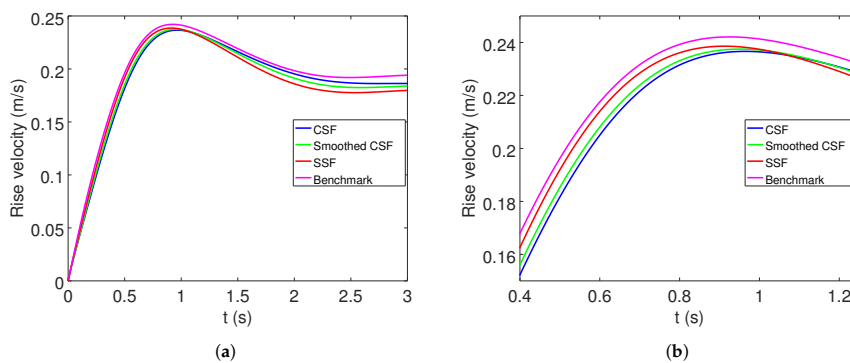 0.25
0.2
0.15
0.1
0.05
0
Rise velocity (m/s)
CSF
Smoothed CSF
SSF
Benchmark
0
0.5
1
1.5
2
2.5
3
t (s)
(a)
0.24
0.22
0.2
0.18
0.16
Rise velocity (m/s)
CSF
Smoothed CSF
SSF
Benchmark
0.4
0.6
0.8
1
1.2
t (s)
(b)